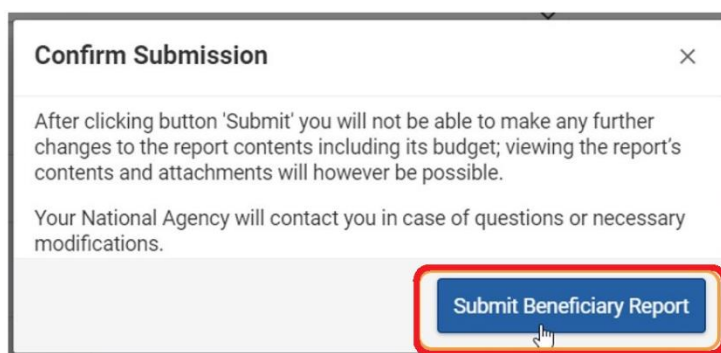 Confirm Submission
After clicking button 'Submit' you will not be able to make any further
changes to the report contents including its budget; viewing the report's
contents and attachments will however be possible.
Your National Agency will contact you in case of questions or necessary
modifications.
Submit Beneficiary Report